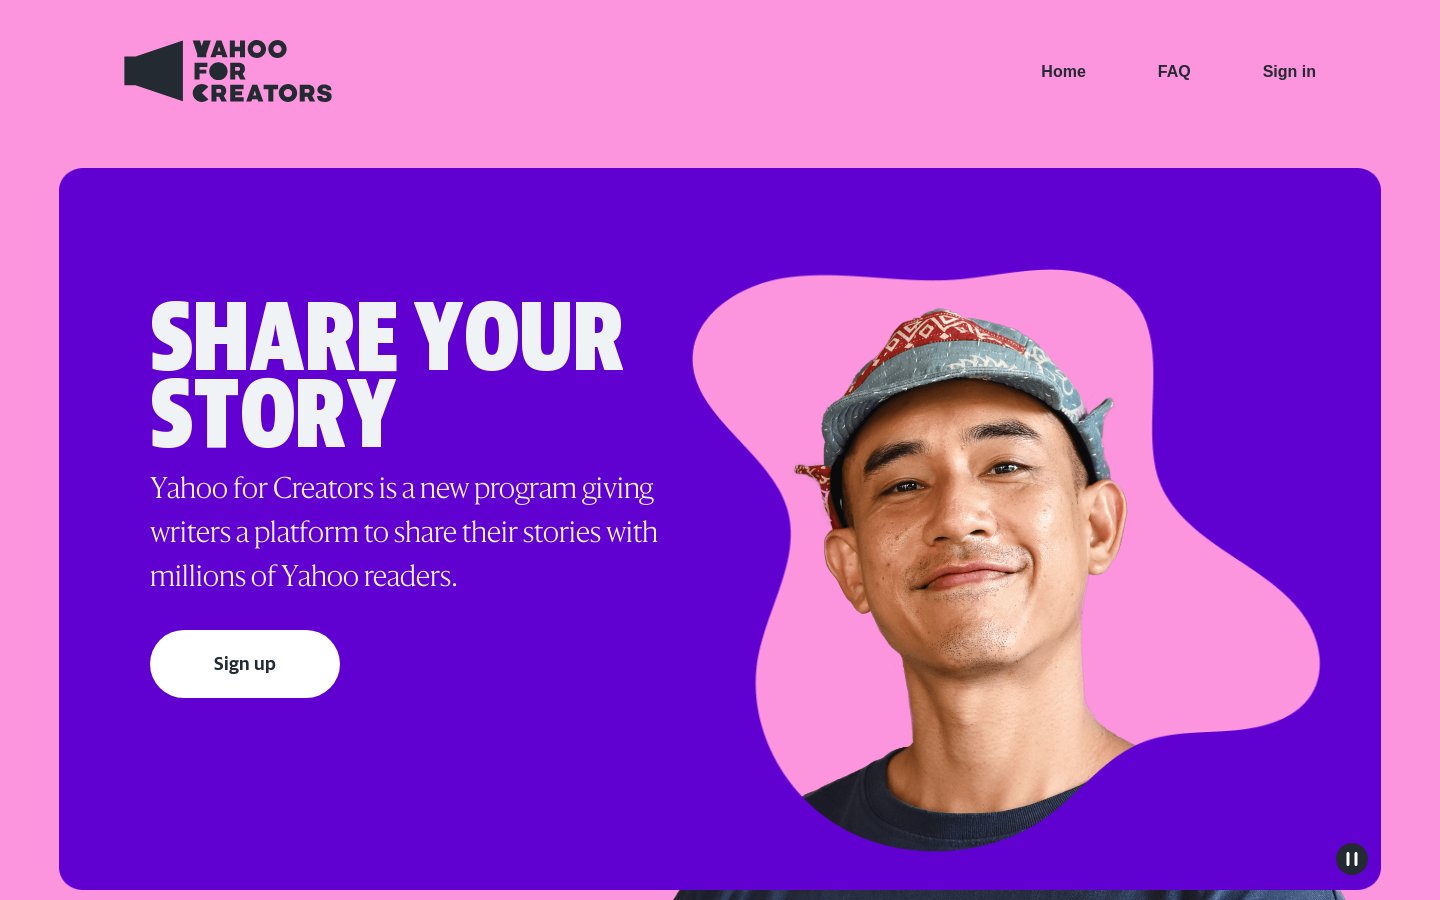 YAHOO
FOR
CREATORS
Home
FAQ
Sign in
SHARE YOUR
STORY
Yahoo for Creators is a new program giving
writers a platform to share their stories with
millions of Yahoo readers.
Sign up